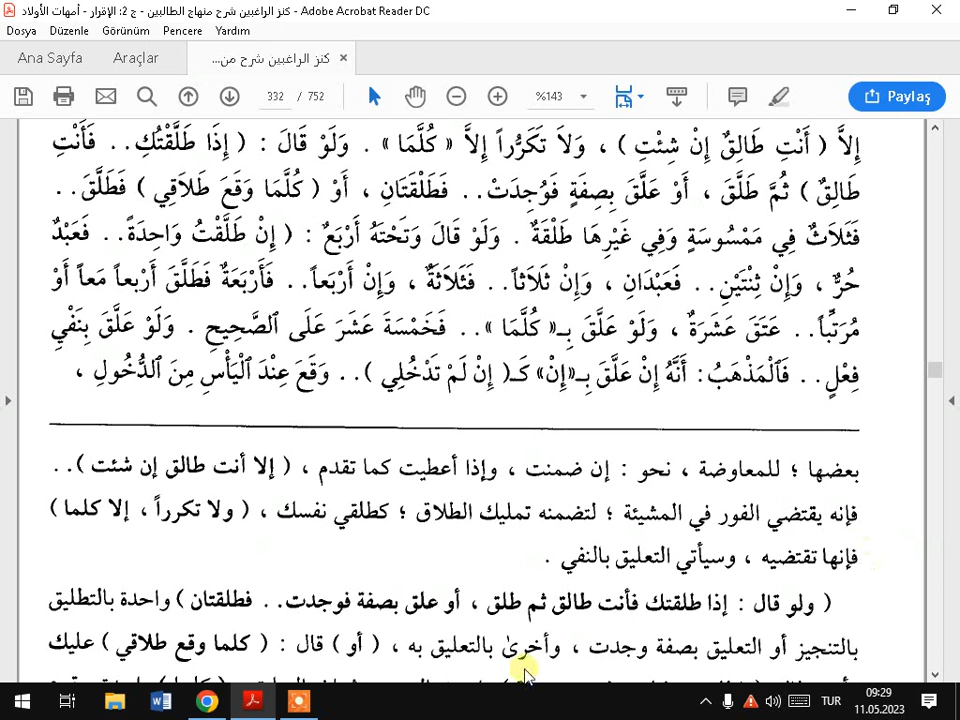 كنز الراغبين شرح منهاج الطالبين - ج 2: الإقرار - أمهات الأولاد - Adobe Acrobat Reader DC
Dosya Düzenle Görünüm Pencere Yardım
Ana Sayfa Araçlar كنز الراغبين شرح من...
332 / 752 %143 Paylaş
إِلاَّ ( أَنْتِ طَالِقٌ إِنْ شِئْتِ ) ، وَلاَ تَكَرُّراً إِلاَّ « كُلَّمَا » . وَلَوْ قَالَ : ( إِذَا طَلَّقْتُكِ . . فَأَنْتِ
طَالِقٌ ) ثُمَّ طَلَّقَ ، أَوْ عَلَّقَ بِصِفَةٍ فَوُجِدَتْ. . فَطَلْقَتَانِ ، أَوْ ( كُلَّمَا وَقَعَ طَلاَقِي ) فَطَلَّقَ . .
فَثَلاَثٌ فِي مَمْسُوسَةٍ وَفِي غَيْرِهَا طَلْقَةٌ . وَلَوْ قَالَ وَتَحْتَهُ أَرْبَعٌ : ( إِنْ طَلَّقْتُ وَاحِدَةً . . فَعَبْدٌ
حُرٌّ ، وَإِنْ ثِنْتَيْنِ . . فَعَبْدَانِ ، وَإِنْ ثَلاَثاً . . فَثَلاَثَةٌ ، وَإِنْ أَرْبَعاً . . فَأَرْبَعَةٌ فَطَلَّقَ أَرْبعاً مَعاً أَوْ
مُرَتَّباً . . عَتَقَ عَشَرَةٌ ، وَلَوْ عَلَّقَ بِـ« كُلَّمَا » . . فَخَمْسَةَ عَشَرَ عَلَى ٱلصَّحِيحِ . وَلَوْ عَلَّقَ بِنَفْيِ
فِعْلٍ . . فَٱلْمَذْهَبُ : أَنَّهُ إِنْ عَلَّقَ بِـ«إِنْ» كَـ( إِنْ لَمْ تَدْخُلِي ) . . وَقَعَ عِنْدَ ٱلْيَأْسِ مِنَ ٱلدُّخُولِ ،
بعضها ؛ للمعاوضة ، نحو : إن ضمنت ، وإذا أعطيت كما تقدم ، ( إلا أنت طالق إن شئت ) . .
فإنه يقتضي الفور في المشيئة ؛ لتضمنه تمليك الطلاق ؛ كطلقي نفسك ، ( ولا تكرراً ، إلا كلما )
فإنها تقتضيه ، وسيأتي التعليق بالنفي .
( ولو قال : إذا طلقتك فأنت طالق ثم طلق ، أو علق بصفة فوجدت . . فطلقتان ) واحدة بالتطليق
بالتنجيز أو التعليق بصفة وجدت ، وأخرىٰ بالتعليق به ، ( أو ) قال : ( كلما وقع طلاقي ) عليك
TUR 09:29
11.05.2023